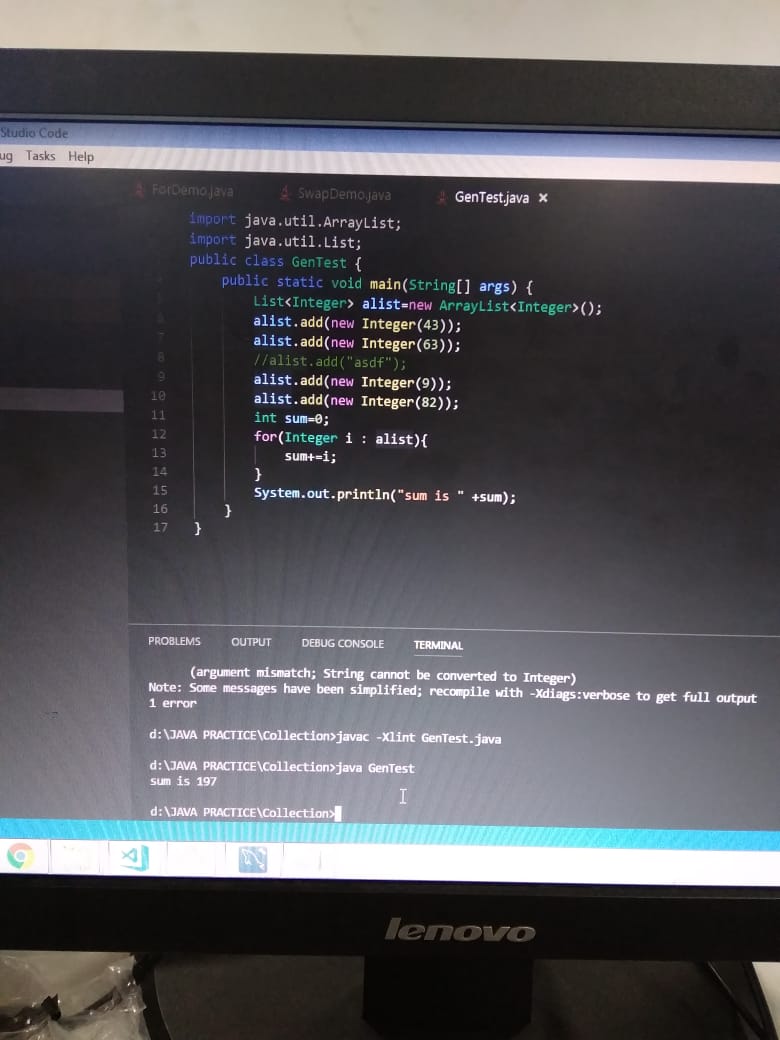 Studio Code
ug Tasks Help
ForDemo.java SwapDemo.java GenTest.java ×
import java.util.ArrayList;
import java.util.List;
public class GenTest {
public static void main(String[] args) {
List<Integer> alist=new ArrayList<Integer>();
alist.add(new Integer(43));
7 alist.add(new Integer(63));
8 //alist.add("asdf");
9 alist.add(new Integer(9));
10 alist.add(new Integer(82));
11 int sum=0;
12 for(Integer i : alist){
13 sum+=i;
14 }
15 System.out.println("sum is " +sum);
16 }
17 }
PROBLEMS OUTPUT DEBUG CONSOLE TERMINAL
(argument mismatch; String cannot be converted to Integer)
Note: Some messages have been simplified; recompile with -Xdiags:verbose to get full output
1 error
d:\JAVA PRACTICE\Collection>javac -Xlint GenTest.java
d:\JAVA PRACTICE\Collection>java GenTest
sum is 197
d:\JAVA PRACTICE\Collection>
lenovo